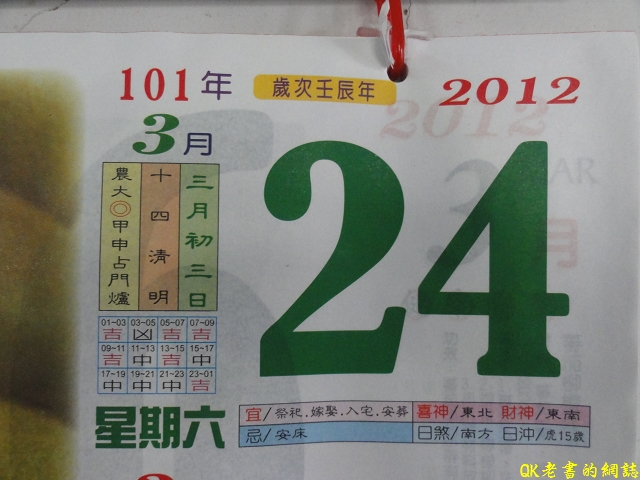 101年 歲次壬辰年 2012
3月
24
三月初三日
十四清明
農大◎甲申占門爐
01~03 03~05 05~07 07~09
吉 凶 吉 吉
09~11 11~13 13~15 15~17
吉 中 吉 中
17~19 19~21 21~23 23~01
中 中 中 吉
星期六
宜/祭祀.嫁娶.入宅.安葬 喜神/東北 財神/東南
忌/安床 日煞/南方 日沖/虎15歲
QK老書的網誌